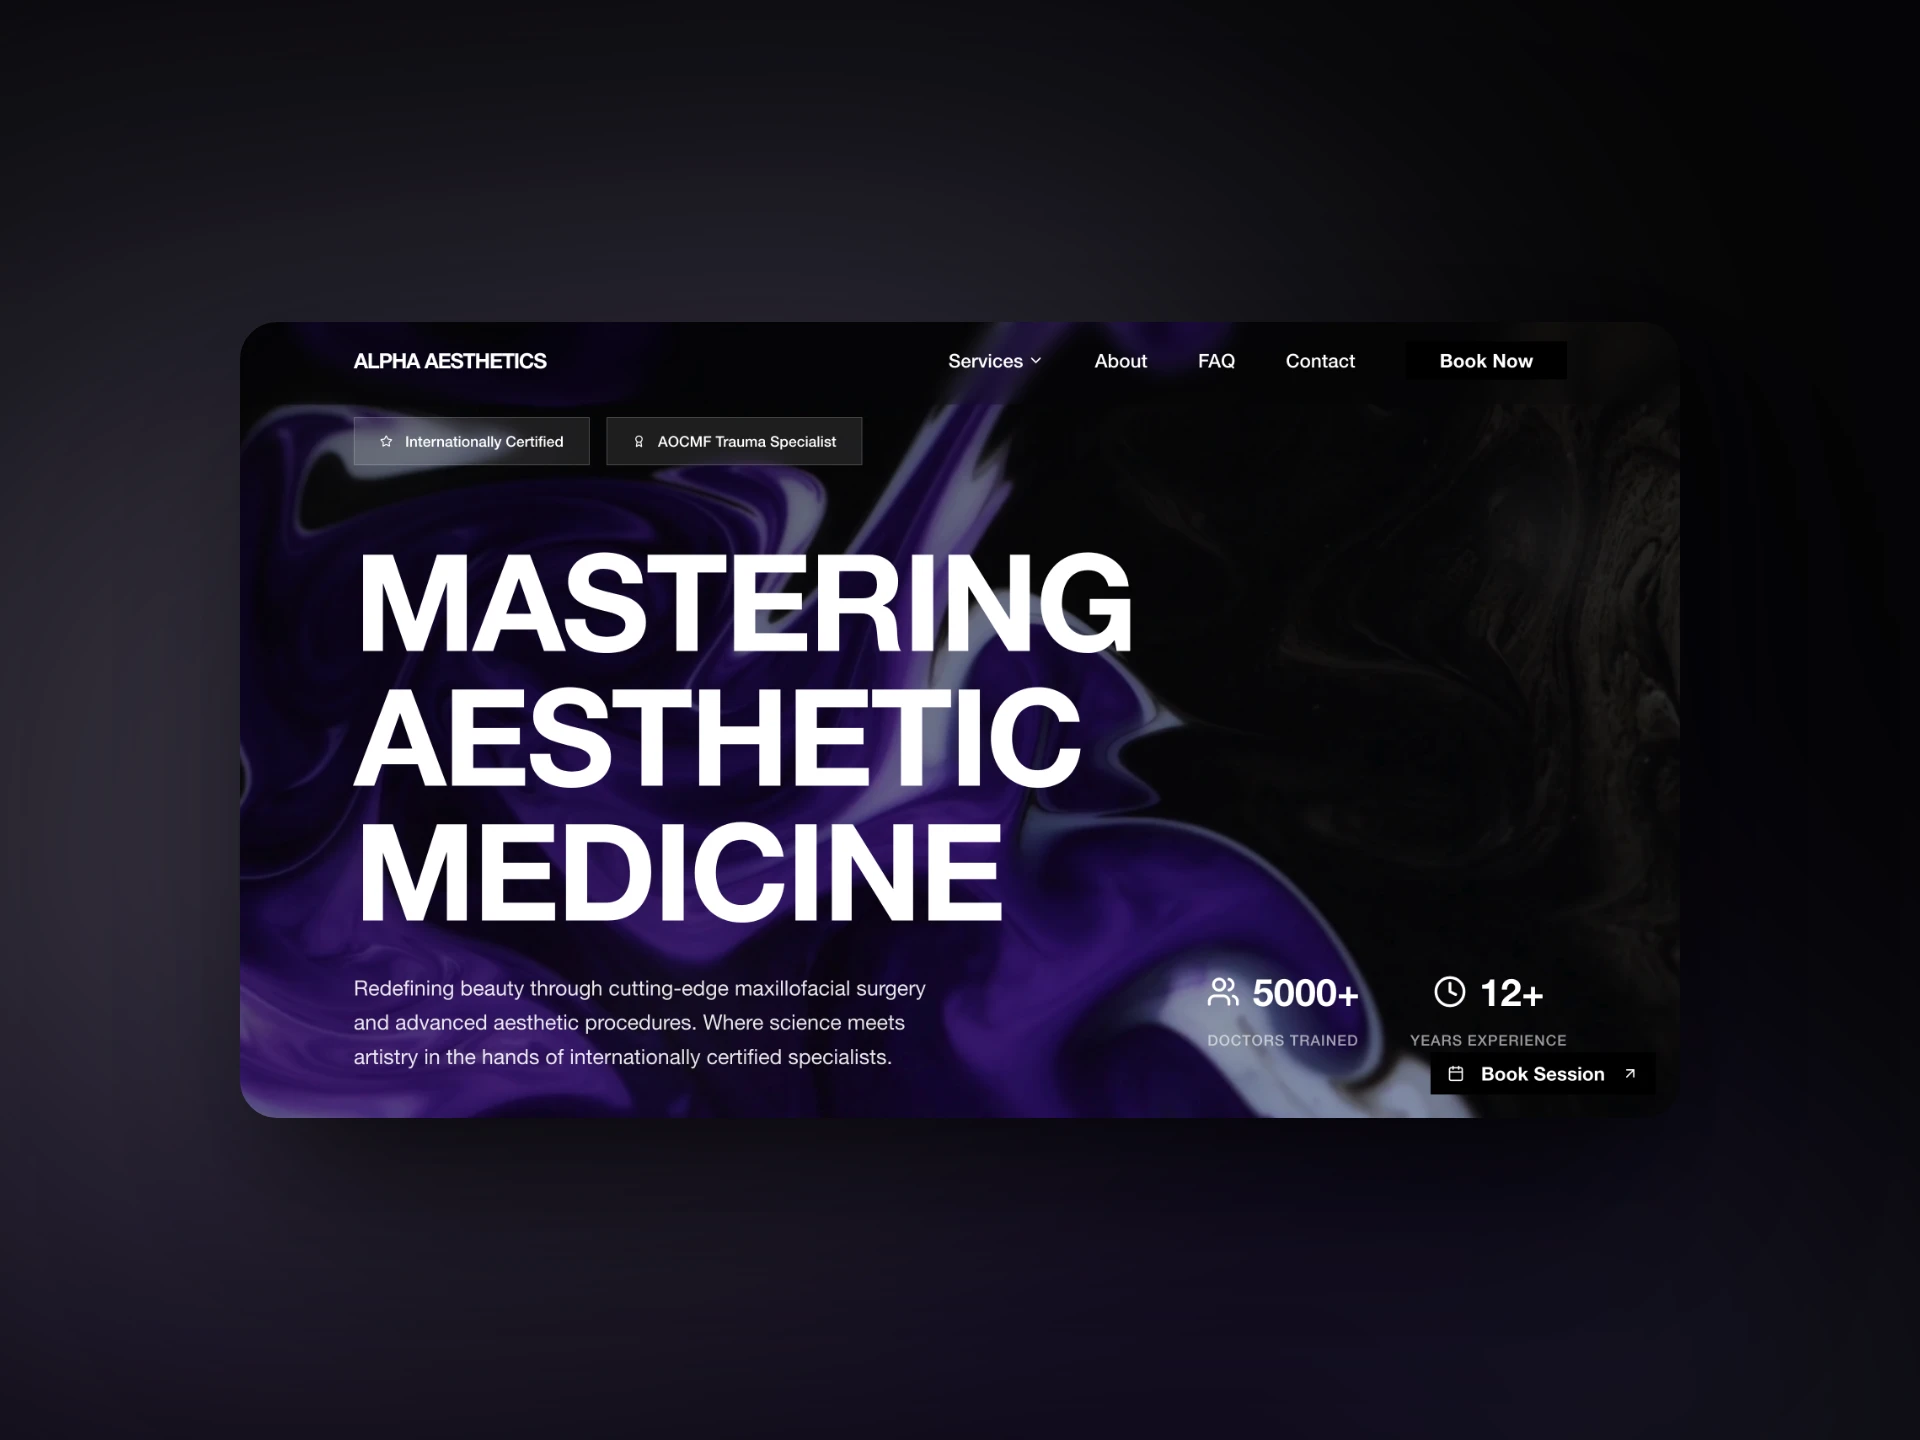 ALPHA AESTHETICS
Services
About
FAQ
Contact
Book Now
Internationally Certified
AOCMF Trauma Specialist
MASTERING
AESTHETIC
MEDICINE
Redefining beauty through cutting-edge maxillofacial surgery
and advanced aesthetic procedures. Where science meets
artistry in the hands of internationally certified specialists.
5000+
DOCTORS TRAINED
12+
YEARS EXPERIENCE
Book Session